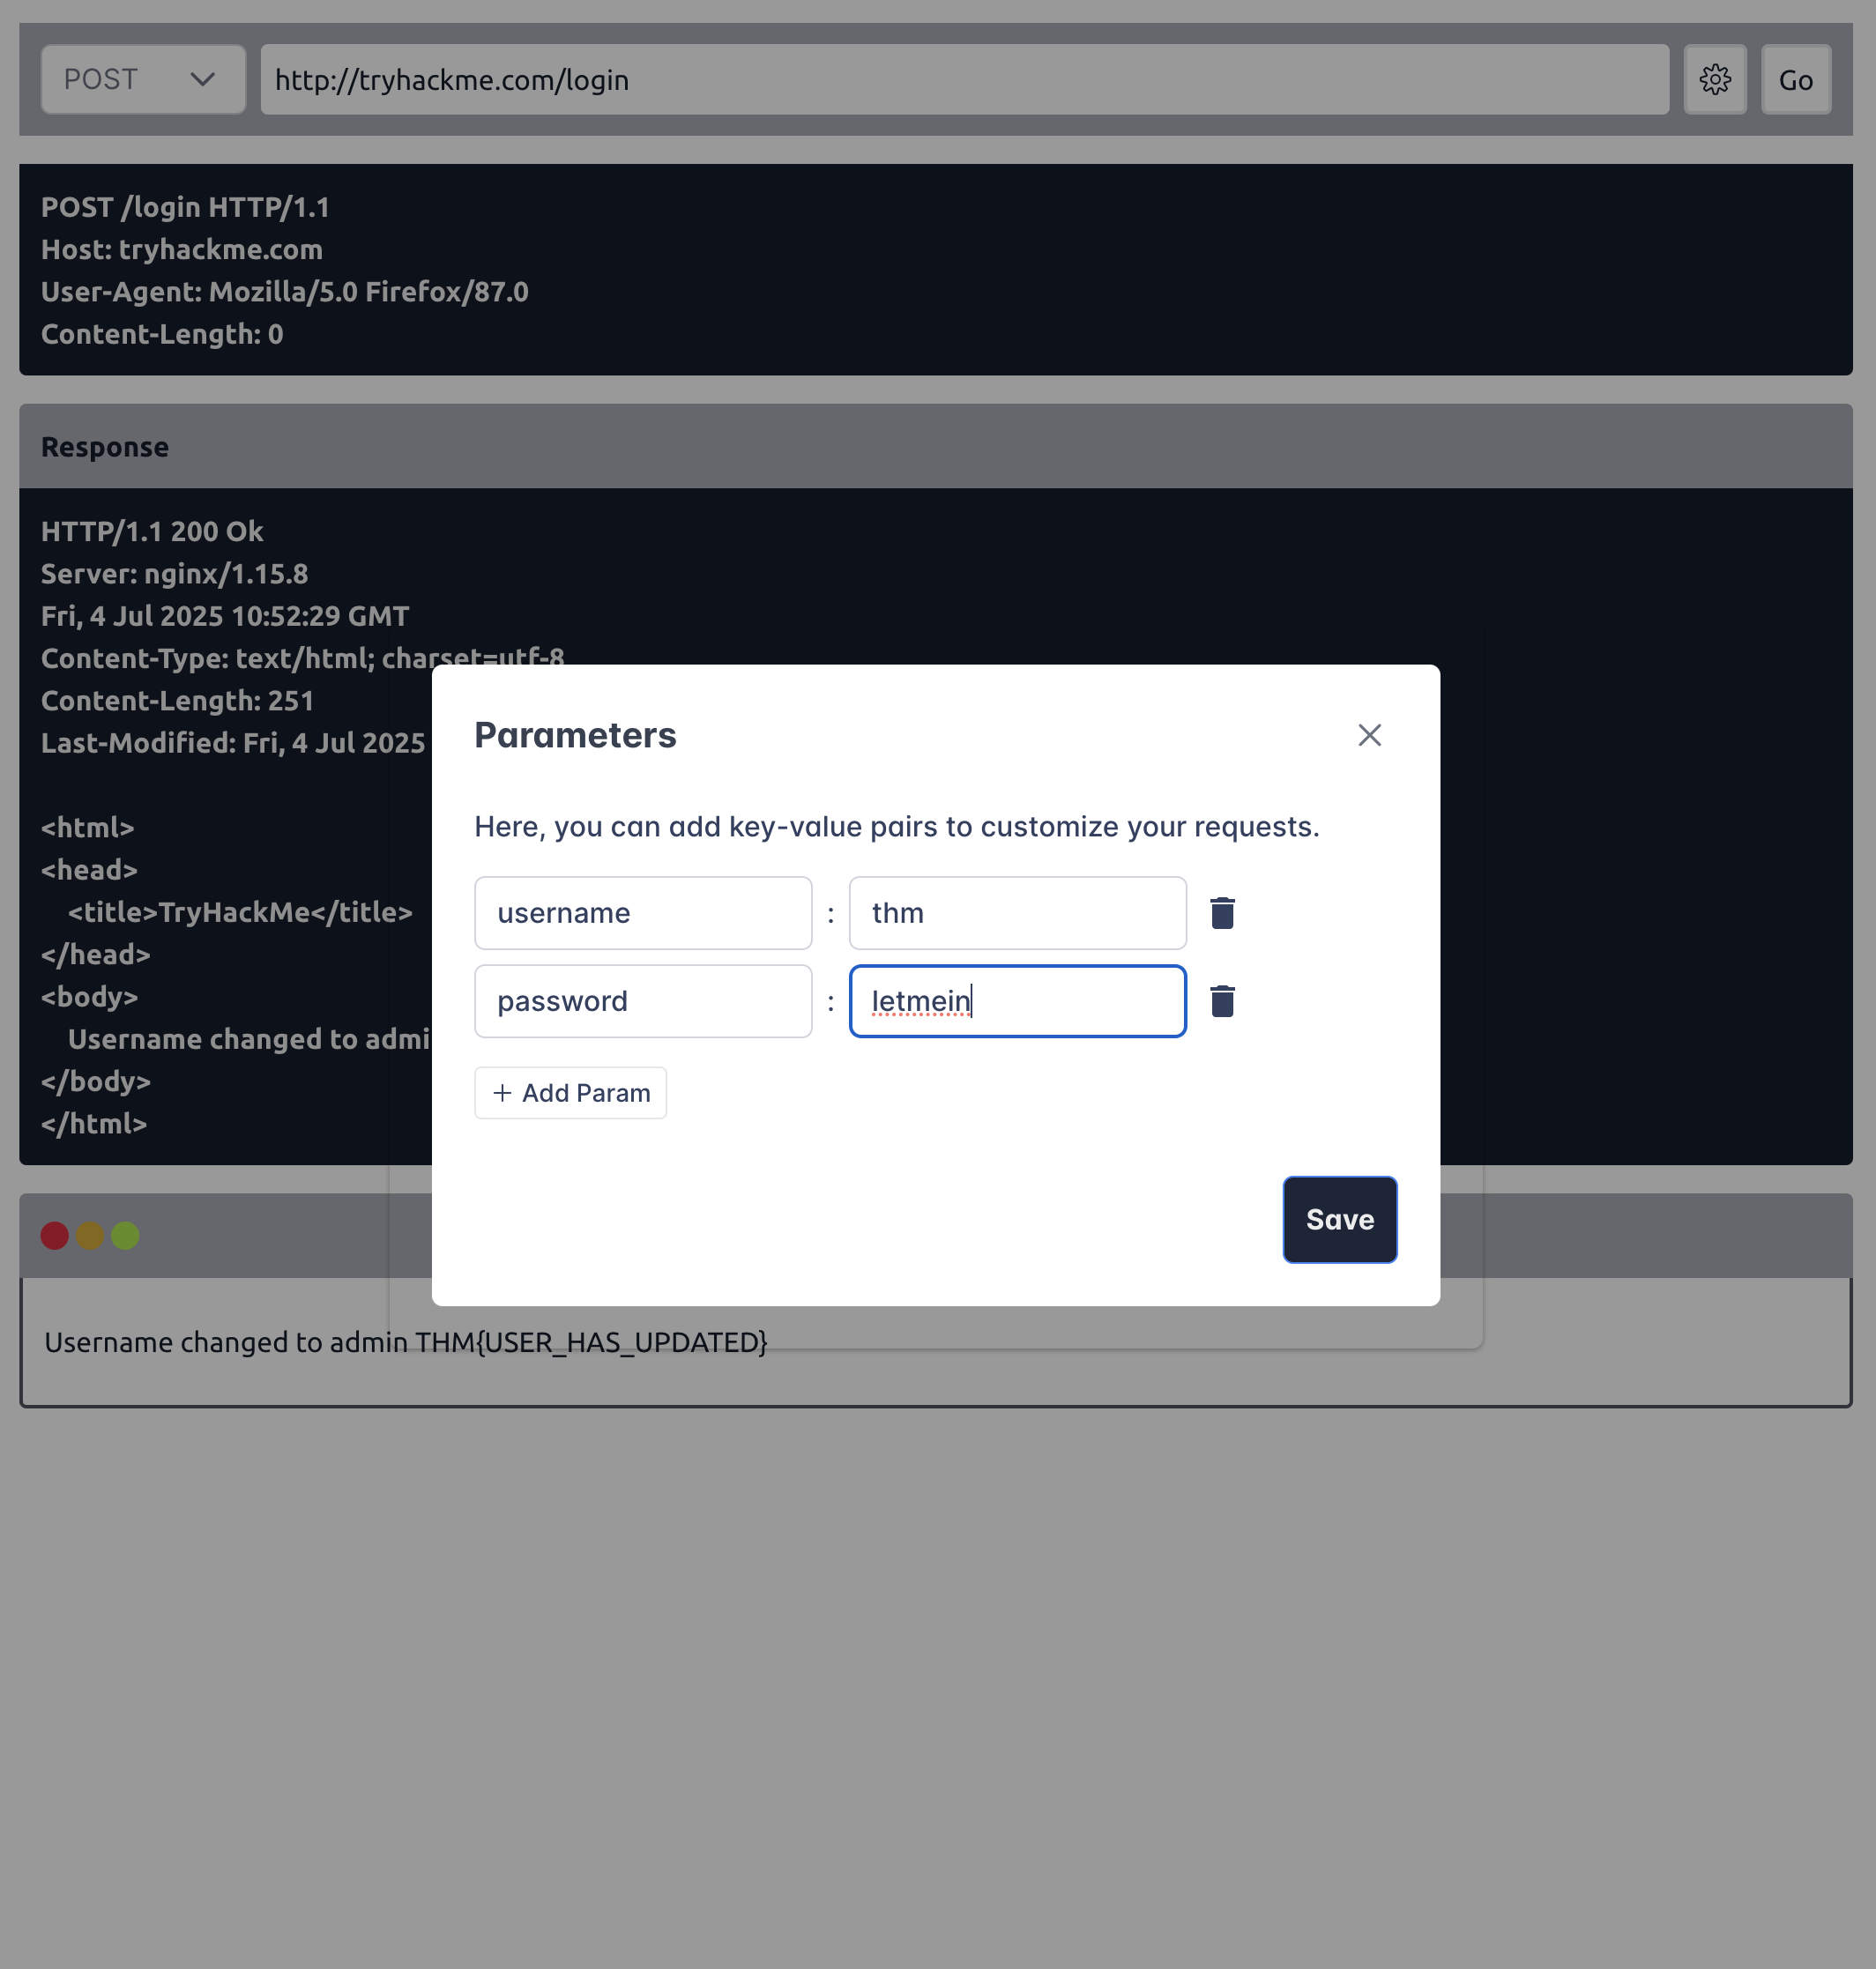 POST
http://tryhackme.com/login
Go
POST /login HTTP/1.1
Host: tryhackme.com
User-Agent: Mozilla/5.0 Firefox/87.0
Content-Length: 0
Response
HTTP/1.1 200 Ok
Server: nginx/1.15.8
Fri, 4 Jul 2025 10:52:29 GMT
Content-Type: text/html; charset=utf-8
Content-Length: 251
Last-Modified: Fri, 4 Jul 2025
<html>
<head>
<title>TryHackMe</title>
</head>
<body>
Username changed to admi
</body>
</html>
Parameters
Here, you can add key-value pairs to customize your requests.
username : thm
password : letmein
+ Add Param
Save
Username changed to admin THM{USER_HAS_UPDATED}